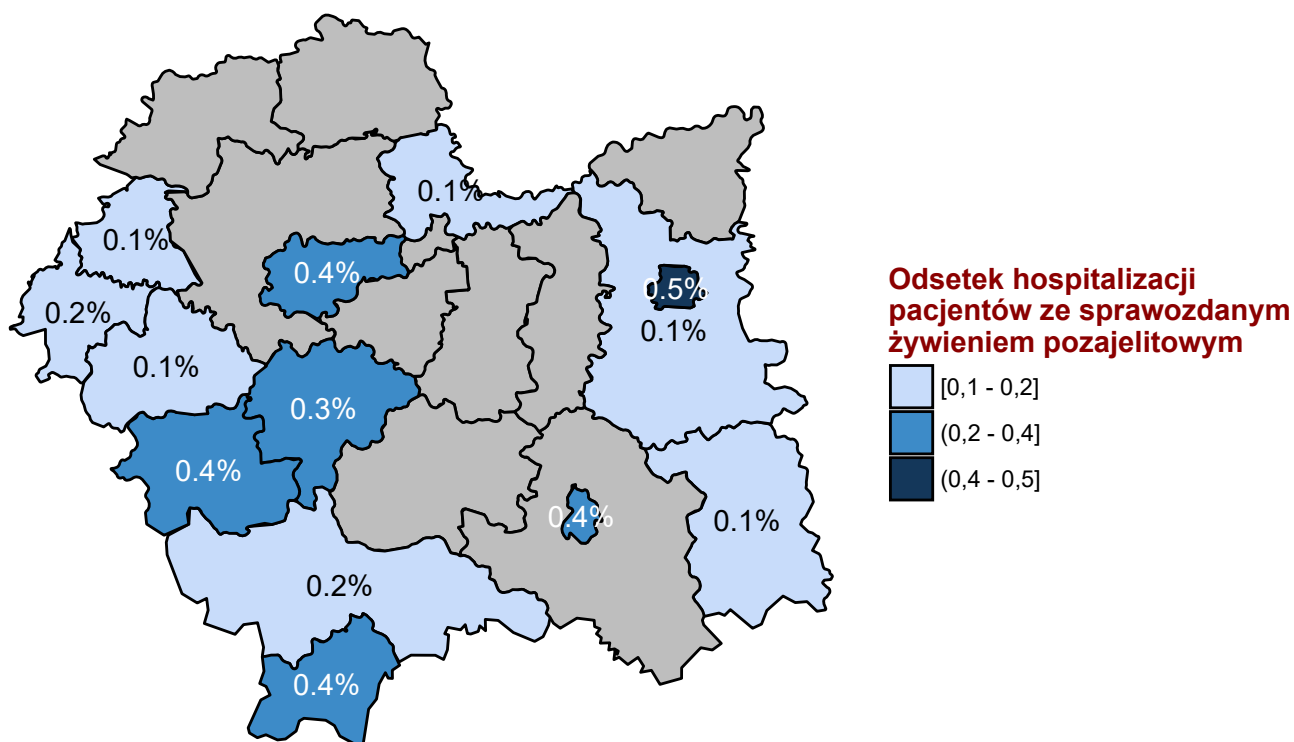 0.1%
0.1%
0.4%
0.5%
0.2%
0.1%
0.1%
0.3%
0.4%
0.4%
0.1%
0.2%
0.4%
Odsetek hospitalizacji
pacjentów ze sprawozdanym
żywieniem pozajelitowym
[0,1 - 0,2]
(0,2 - 0,4]
(0,4 - 0,5]